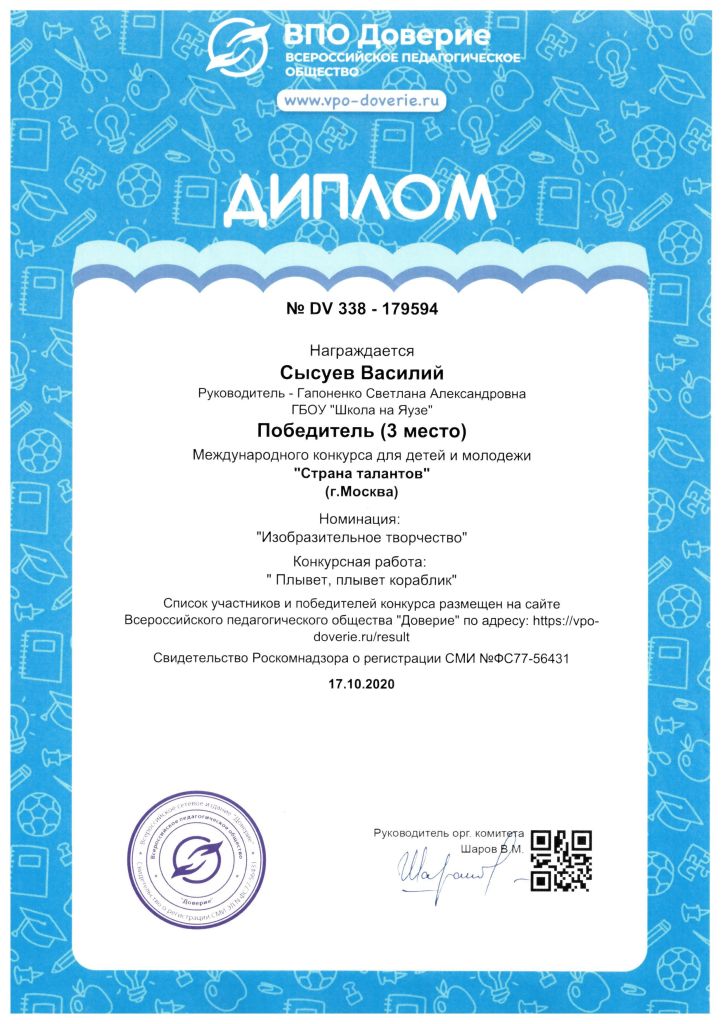 ВПО Доверие
ВСЕРОССИЙСКОЕ ПЕДАГОГИЧЕСКОЕ
ОБЩЕСТВО
www.vpo-doverie.ru
ДИПЛОМ
№ DV 338 - 179594
Награждается
Сысуев Василий
Руководитель - Гапоненко Светлана Александровна
ГБОУ "Школа на Яузе"
Победитель (3 место)
Международного конкурса для детей и молодежи
"Страна талантов"
(г.Москва)
Номинация:
"Изобразительное творчество"
Конкурсная работа:
" Плывет, плывет кораблик"
Список участников и победителей конкурса размещен на сайте
Всероссийского педагогического общества "Доверие" по адресу: https://vpo-
doverie.ru/result
Свидетельство Роскомнадзора о регистрации СМИ №ФС77-56431
17.10.2020
Всероссийское сетевое издание "Доверие"
Свидетельство о регистрации СМИ ЭЛ №ФС 77-56431
Всероссийское педагогическое общество
"Доверие"
Руководитель орг. комитета
Шаров В.М.